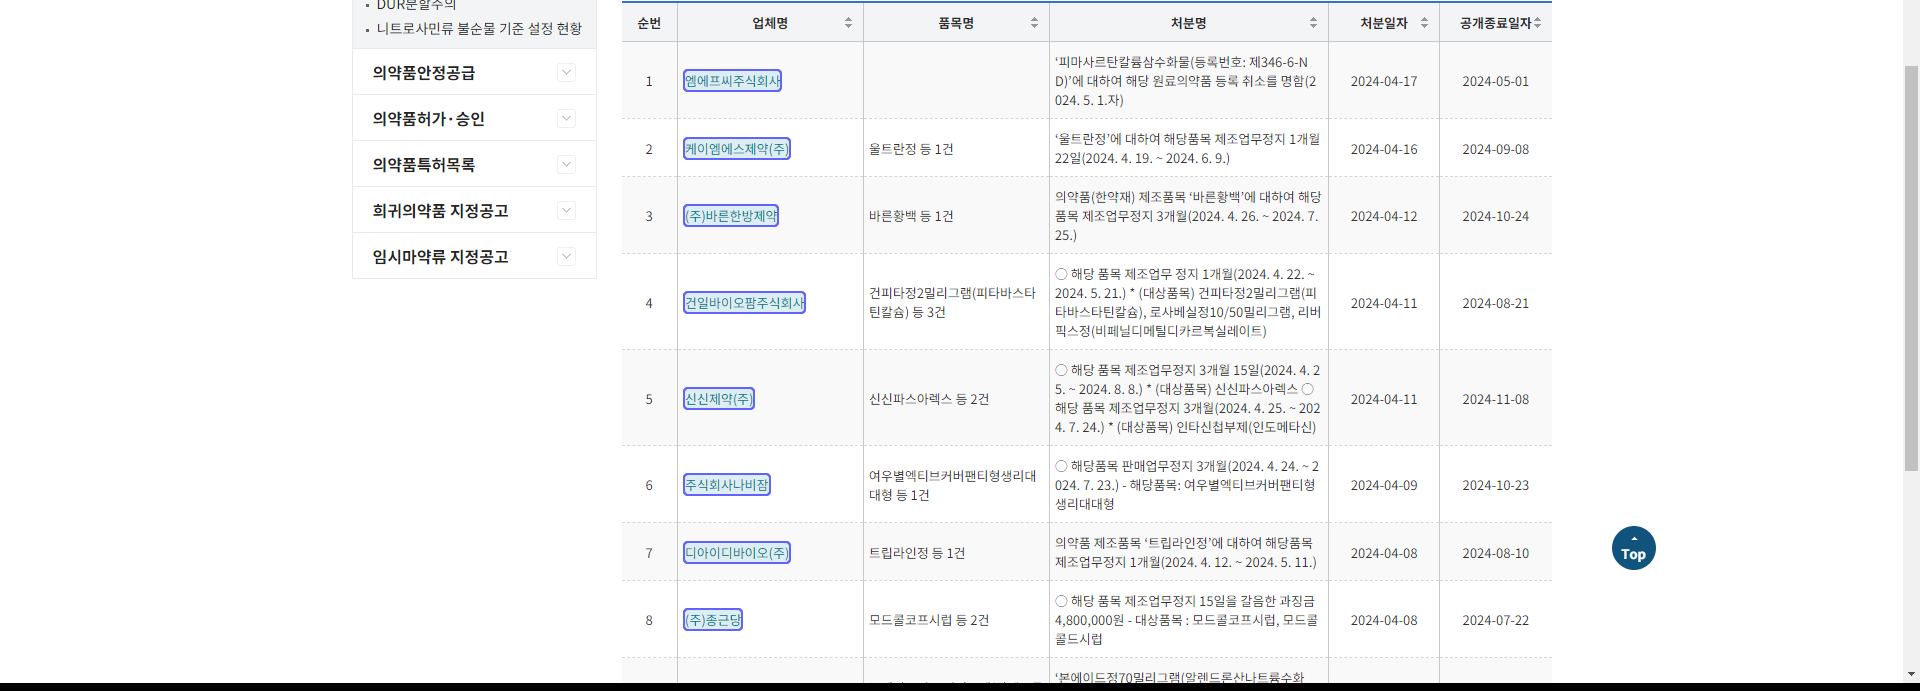 DUR분할주의
니트로사민류 불순물 기준 설정 현황
의약품안정공급
의약품허가·승인
의약품특허목록
희귀의약품 지정공고
임시마약류 지정공고
순번 업체명 품목명 처분명 처분일자 공개종료일자
1 엠에프씨주식회사 ‘피마사르탄칼륨삼수화물(등록번호: 제346-6-N
D)’에 대하여 해당 원료의약품 등록 취소를 명함(2
024. 5. 1.자) 2024-04-17 2024-05-01
2 케이엠에스제약(주) 울트란정 등 1건 ‘울트란정’에 대하여 해당품목 제조업무정지 1개월
22일(2024. 4. 19. ~ 2024. 6. 9.) 2024-04-16 2024-09-08
3 (주)바른한방제약 바른황백 등 1건 의약품(한약재) 제조품목 ‘바른황백’에 대하여 해당
품목 제조업무정지 3개월(2024. 4. 26. ~ 2024. 7.
25.) 2024-04-12 2024-10-24
4 건일바이오팜주식회사 건피타정2밀리그램(피타바스타
틴칼슘) 등 3건 ○ 해당 품목 제조업무 정지 1개월(2024. 4. 22. ~
2024. 5. 21.) * (대상품목) 건피타정2밀리그램(피
타바스타틴칼슘), 로사베실정10/50밀리그램, 리버
픽스정(비페닐디메틸디카르복실레이트) 2024-04-11 2024-08-21
5 신신제약(주) 신신파스아렉스 등 2건 ○ 해당 품목 제조업무정지 3개월 15일(2024. 4. 2
5. ~ 2024. 8. 8.) * (대상품목) 신신파스아렉스 ○
해당 품목 제조업무정지 3개월(2024. 4. 25. ~ 202
4. 7. 24.) * (대상품목) 인타신첩부제(인도메타신) 2024-04-11 2024-11-08
6 주식회사나비잠 여우별엑티브커버팬티형생리대
대형 등 1건 ○ 해당품목 판매업무정지 3개월(2024. 4. 24. ~ 2
024. 7. 23.) - 해당품목: 여우별엑티브커버팬티형
생리대대형 2024-04-09 2024-10-23
7 디아이디바이오(주) 트립라인정 등 1건 의약품 제조품목 ‘트립라인정’에 대하여 해당품목
제조업무정지 1개월(2024. 4. 12. ~ 2024. 5. 11.) 2024-04-08 2024-08-10
8 (주)종근당 모드콜코프시럽 등 2건 ○ 해당 품목 제조업무정지 15일을 갈음한 과징금
4,800,000원 - 대상품목 : 모드콜코프시럽, 모드콜
콜드시럽 2024-04-08 2024-07-22
‘본에이드정70밀리그램(알렌드론산나트륨수화
Top